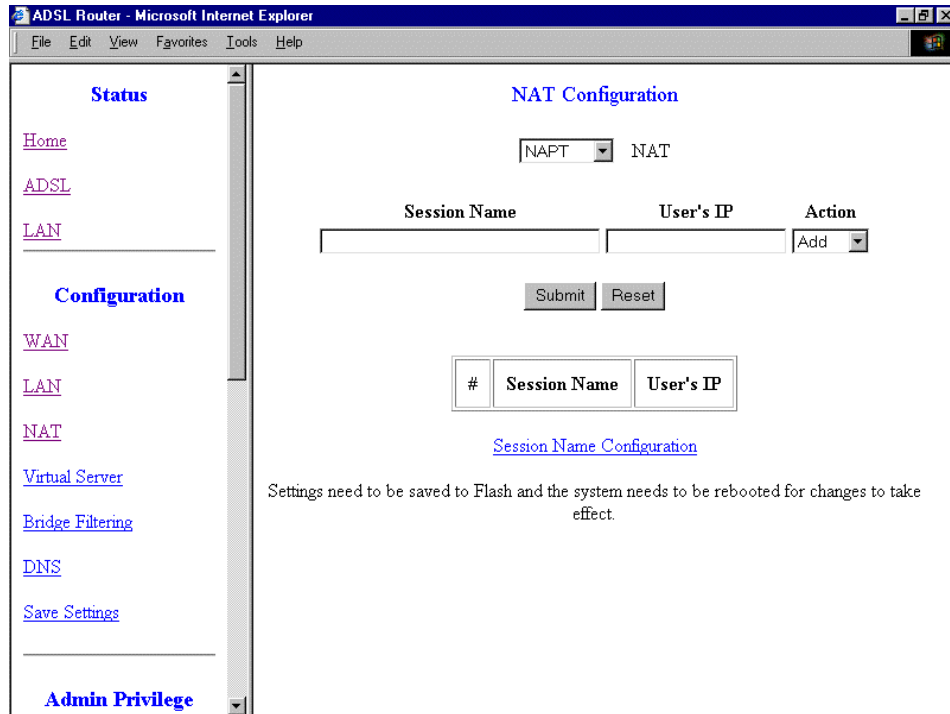 ADSL Router - Microsoft Internet Explorer
File Edit View Favorites Tools Help
Status
Home
ADSL
LAN
Configuration
WAN
LAN
NAT
Virtual Server
Bridge Filtering
DNS
Save Settings
Admin Privilege
NAT Configuration
NAPT NAT
Session Name User's IP Action
Add
Submit Reset
# Session Name User's IP
Session Name Configuration
Settings need to be saved to Flash and the system needs to be rebooted for changes to take
effect.